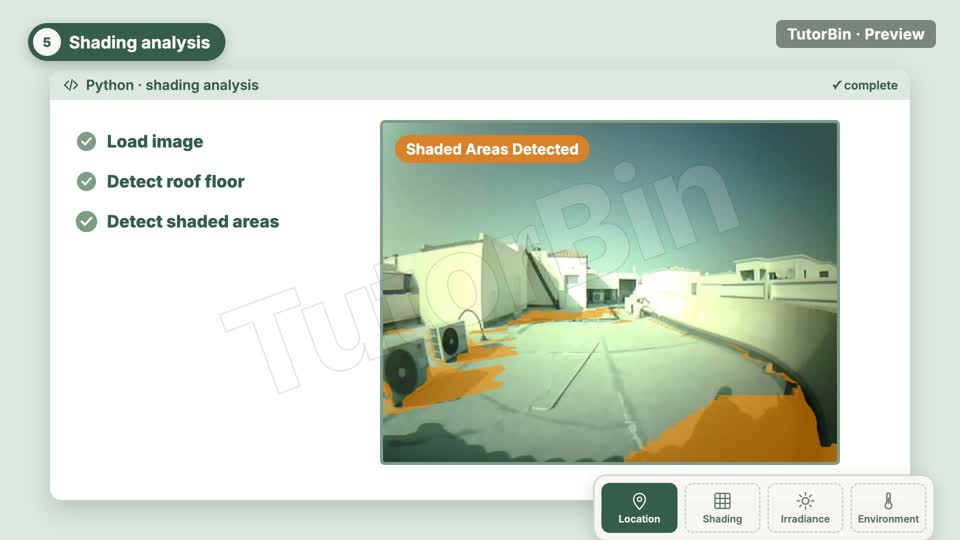 5 Shading analysis
TutorBin · Preview
</> Python · shading analysis
✓ complete
Load image
Detect roof floor
Detect shaded areas
Shaded Areas Detected
TutorBin
Location
Shading
Irradiance
Environment